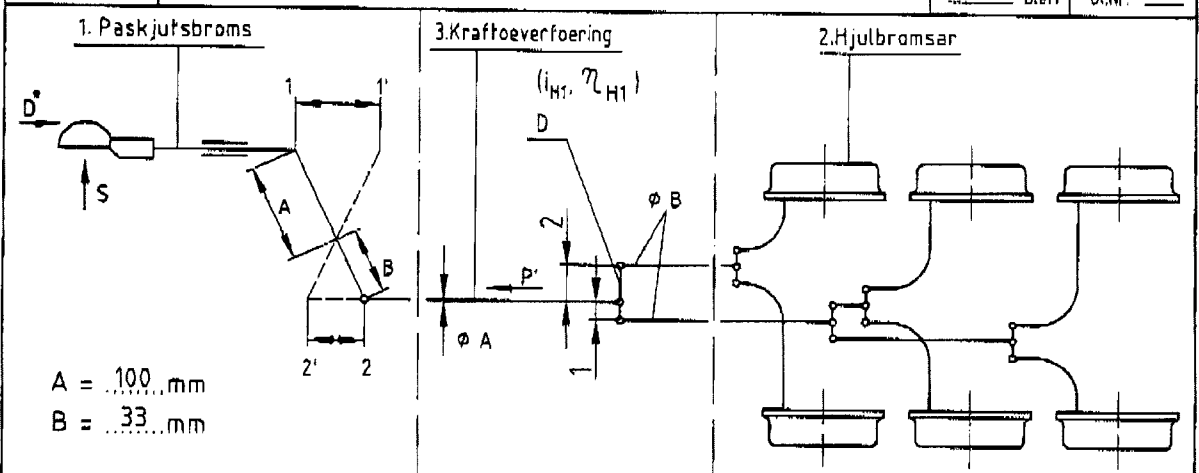 1. Paskjutsbroms
3.Kraftoeverfoering
2.Hjulbromsar
(iH1, ηH1)
D*
S
1 1'
A
B
2' 2
D
φ B
2
P'
φ A
1
A = 100 mm
B = 33 mm